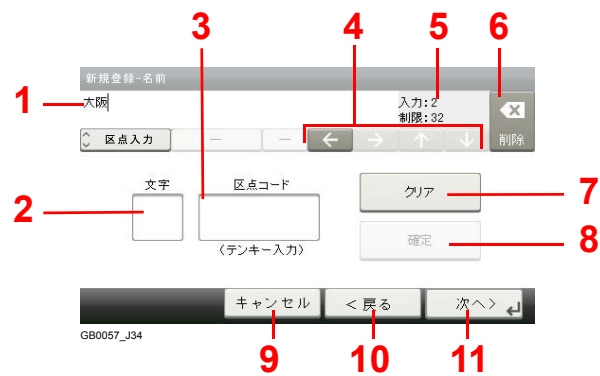 3 4 5 6
新規登録-名前
1 大阪 入力:2
制限:32
区点入力 － － ← → ↑ ↓ 削除
文字 区点コード クリア 7
2 確定 8
(テンキー入力)
キャンセル <戻る 次へ>
GB0057_J34
9 10 11